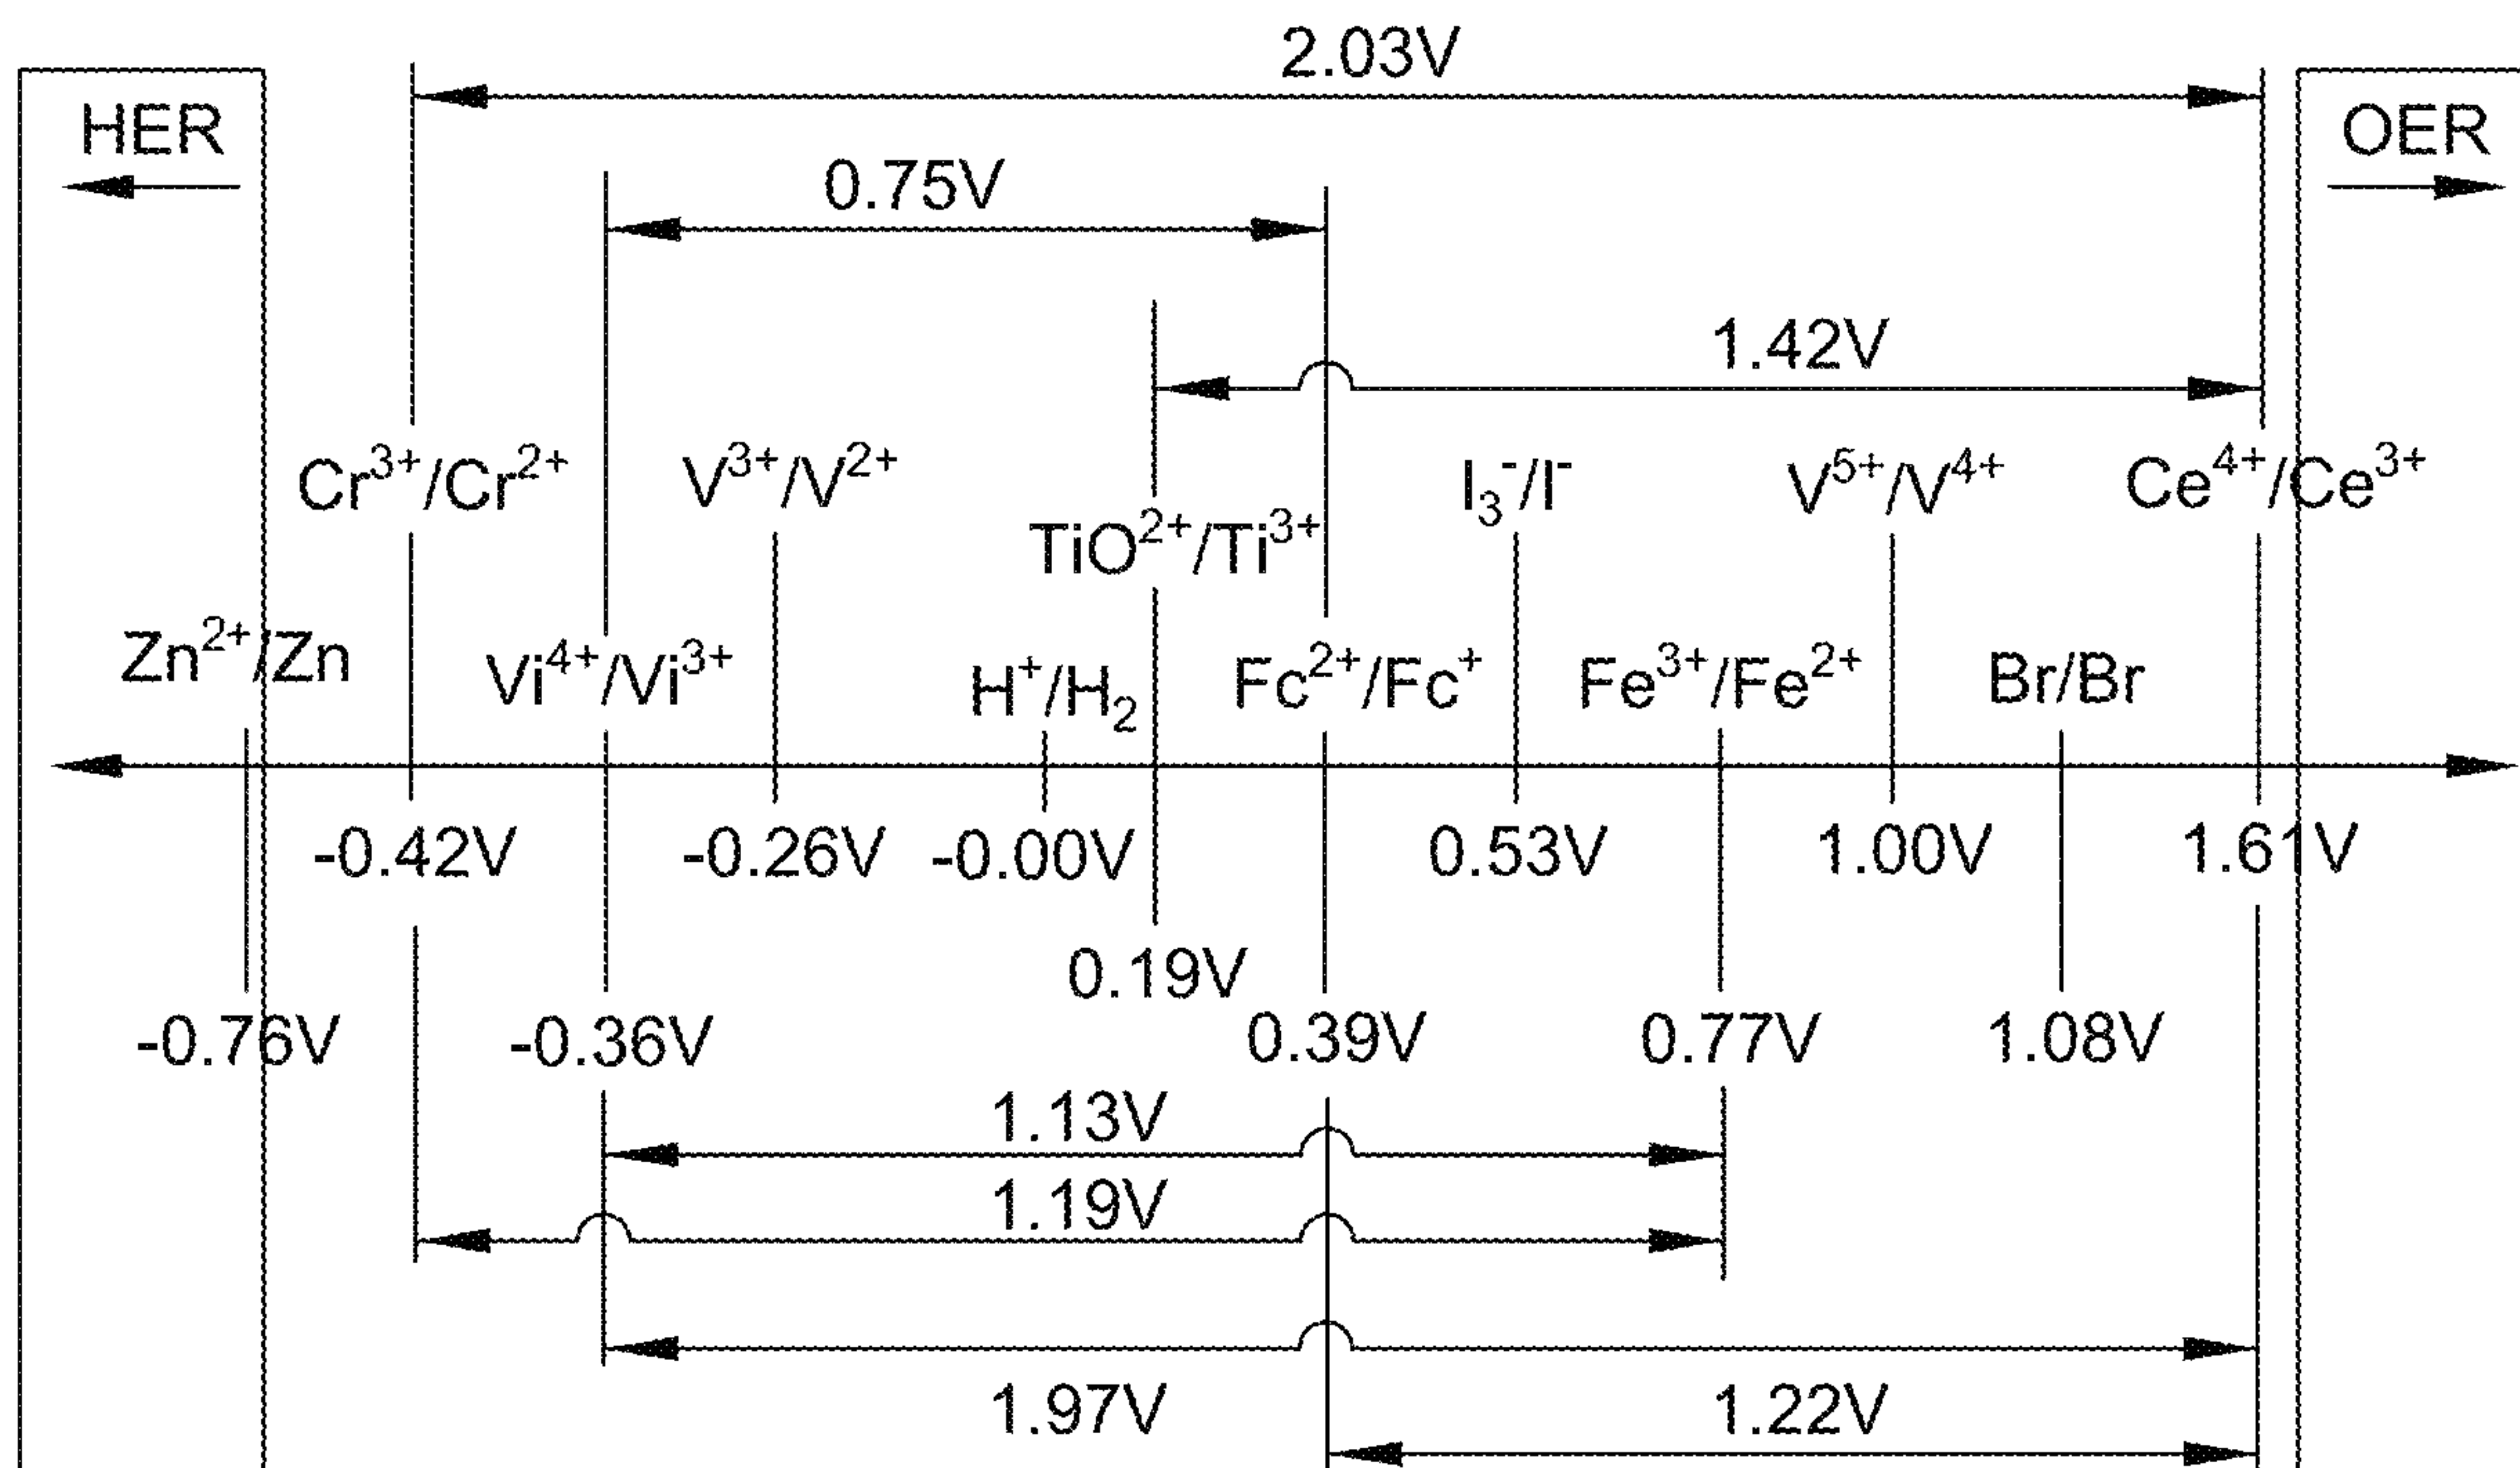 2.03V
HER OER
0.75V
1.42V
Cr³⁺/Cr²⁺ V³⁺/V²⁺ I₃⁻/I⁻ V⁵⁺/V⁴⁺ Ce⁴⁺/Ce³⁺
TiO²⁺/Ti³⁺
Zn²⁺/Zn Vi⁴⁺/Vi³⁺ H⁺/H₂ Fc²⁺/Fc⁺ Fe³⁺/Fe²⁺ Br/Br
-0.42V -0.26V -0.00V 0.53V 1.00V 1.61V
0.19V
-0.76V -0.36V 0.39V 0.77V 1.08V
1.13V
1.19V
1.97V 1.22V